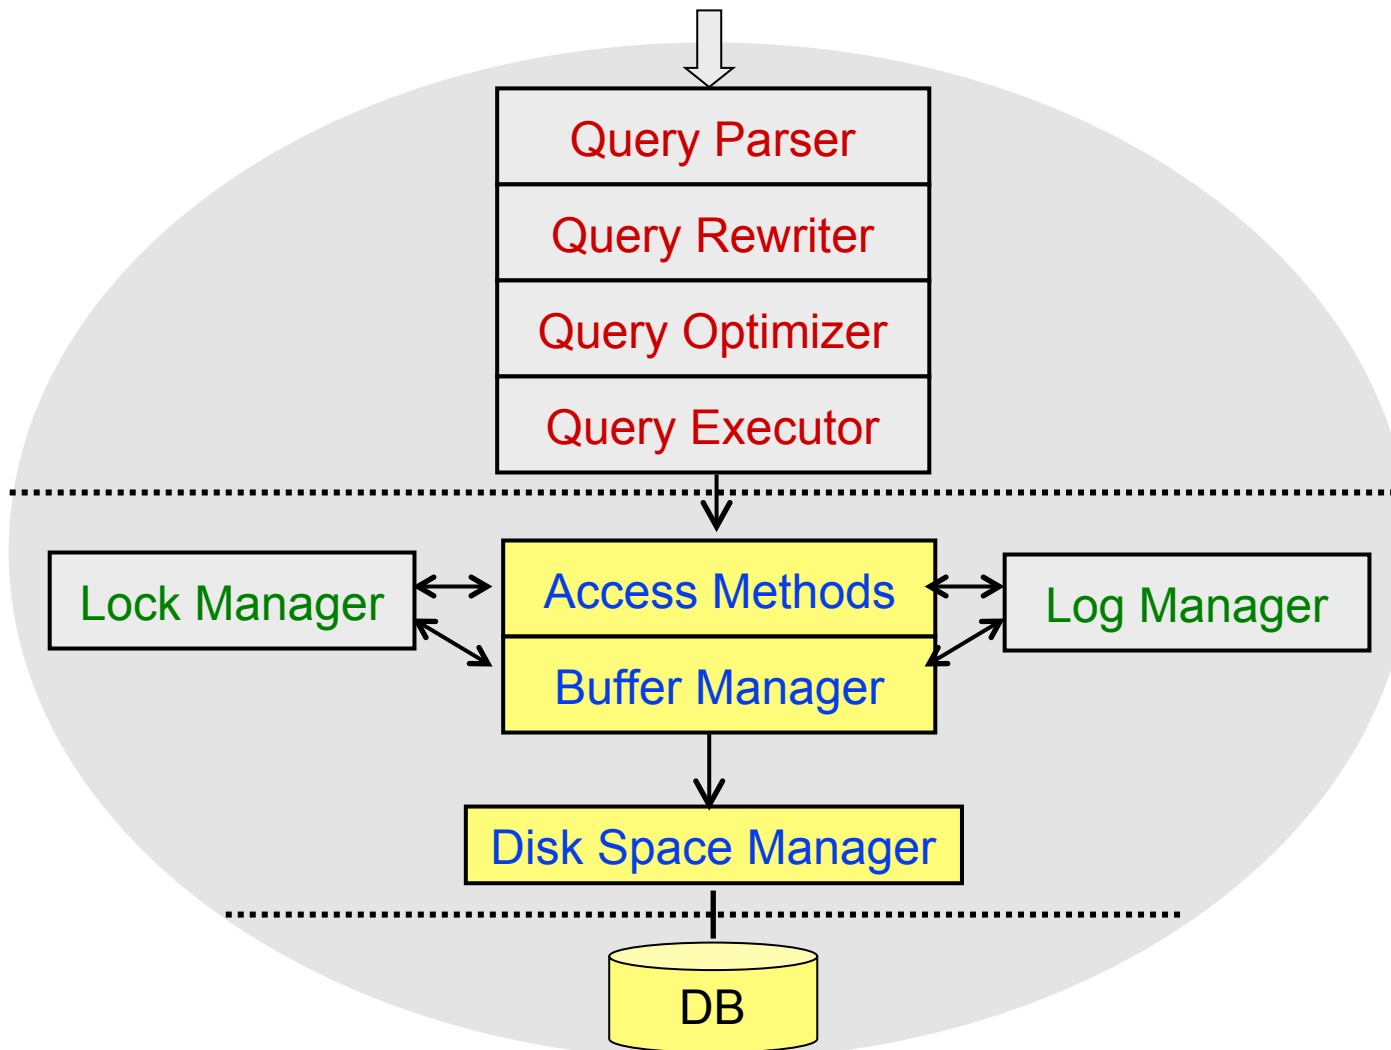 Query Parser
Query Rewriter
Query Optimizer
Query Executor
Lock Manager
Access Methods
Log Manager
Buffer Manager
Disk Space Manager
DB